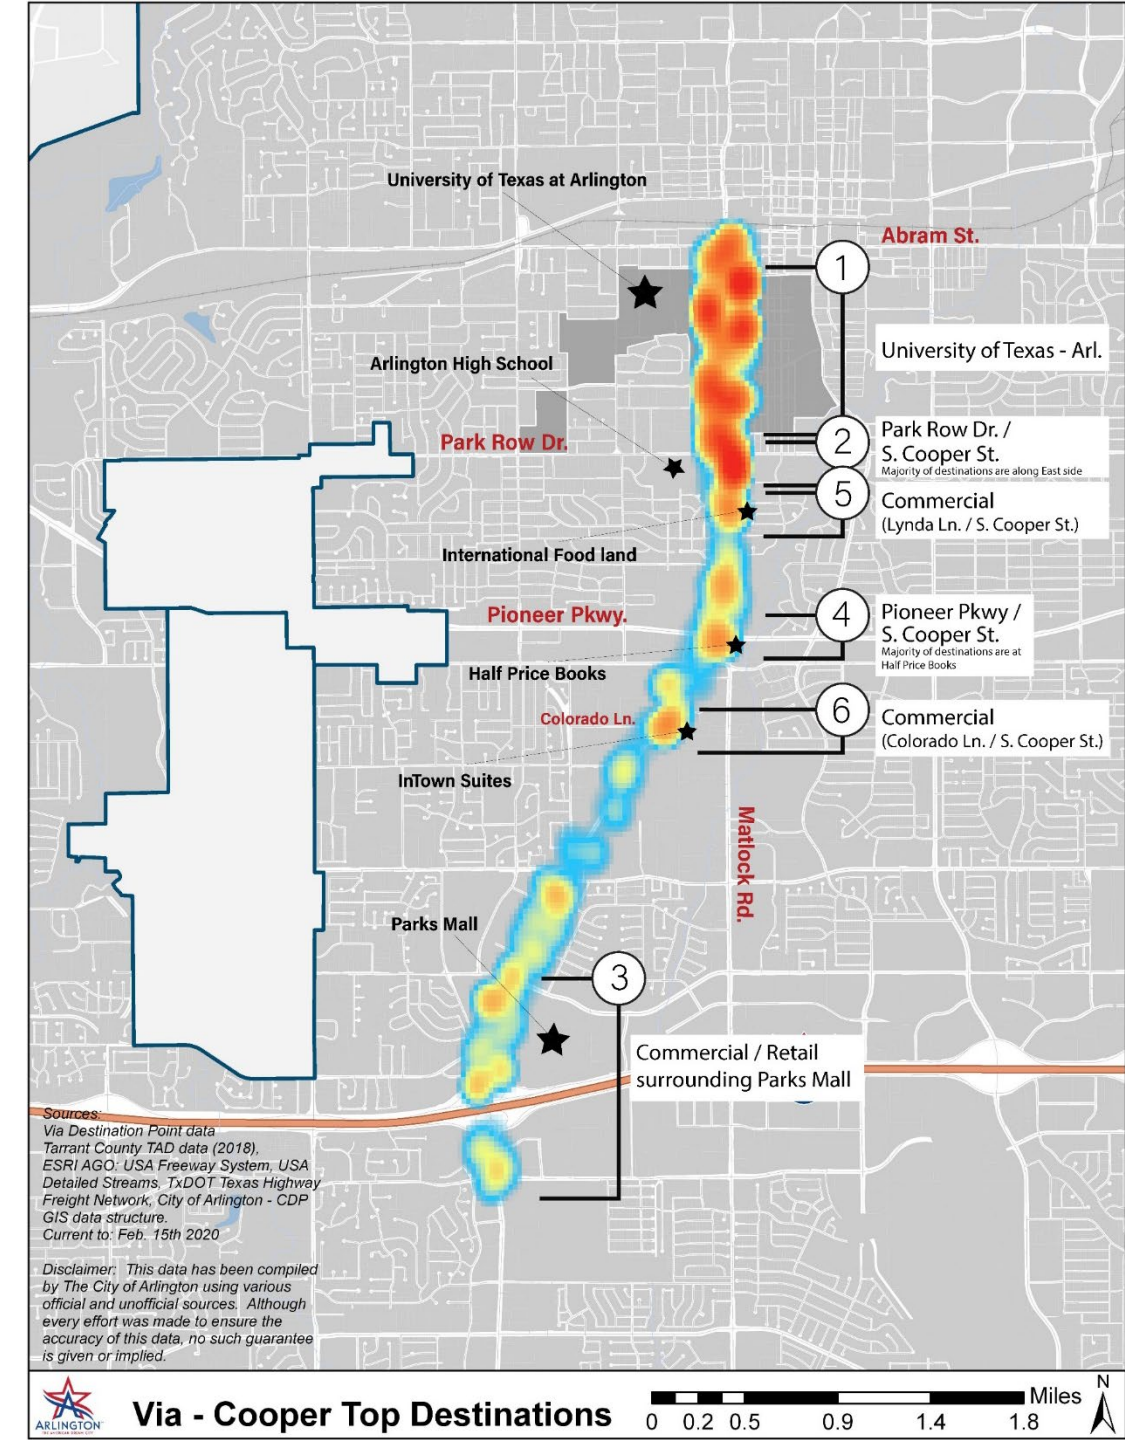 University of Texas at Arlington
Abram St.
1
University of Texas - Arl.
Arlington High School
Park Row Dr.
2
Park Row Dr. /
S. Cooper St.
Majority of destinations are along East side
5
Commercial
(Lynda Ln. / S. Cooper St.)
International Food land
Pioneer Pkwy.
4
Pioneer Pkwy /
S. Cooper St.
Majority of destinations are at
Half Price Books
Half Price Books
Colorado Ln.
6
Commercial
(Colorado Ln. / S. Cooper St.)
InTown Suites
Matlock Rd.
Parks Mall
3
Commercial / Retail
surrounding Parks Mall
Sources:
Via Destination Point data
Tarrant County TAD data (2018),
ESRI AGO: USA Freeway System, USA
Detailed Streams, TxDOT Texas Highway
Freight Network, City of Arlington - CDP
GIS data structure.
Current to: Feb. 15th 2020
Disclaimer: This data has been compiled
by The City of Arlington using various
official and unofficial sources. Although
every effort was made to ensure the
accuracy of this data, no such guarantee
is given or implied.
ARLINGTON
THE AMERICAN DREAM CITY
Via - Cooper Top Destinations
Miles
0 0.2 0.5 0.9 1.4 1.8
N